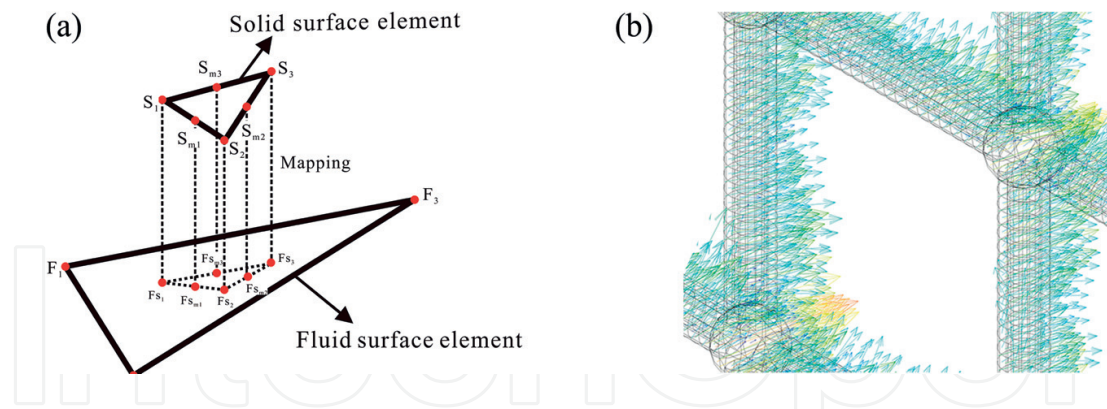 (a)
Solid surface element
S₃
Sₘ₃
S₁
Sₘ₂
Sₘ₁
S₂
Mapping
F₃
F₁
Fsₘ₃
Fs₃
Fs₁
Fsₘ₁
Fs₂
Fsₘ₂
Fluid surface element
(b)